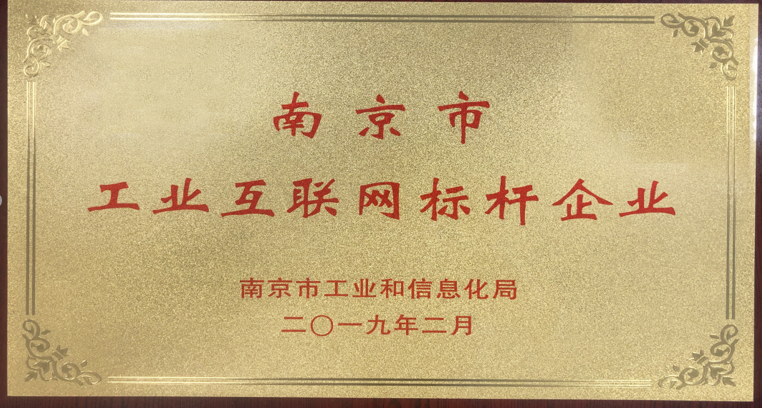 南京市
工业互联网标杆企业
南京市工业和信息化局
二〇一九年二月